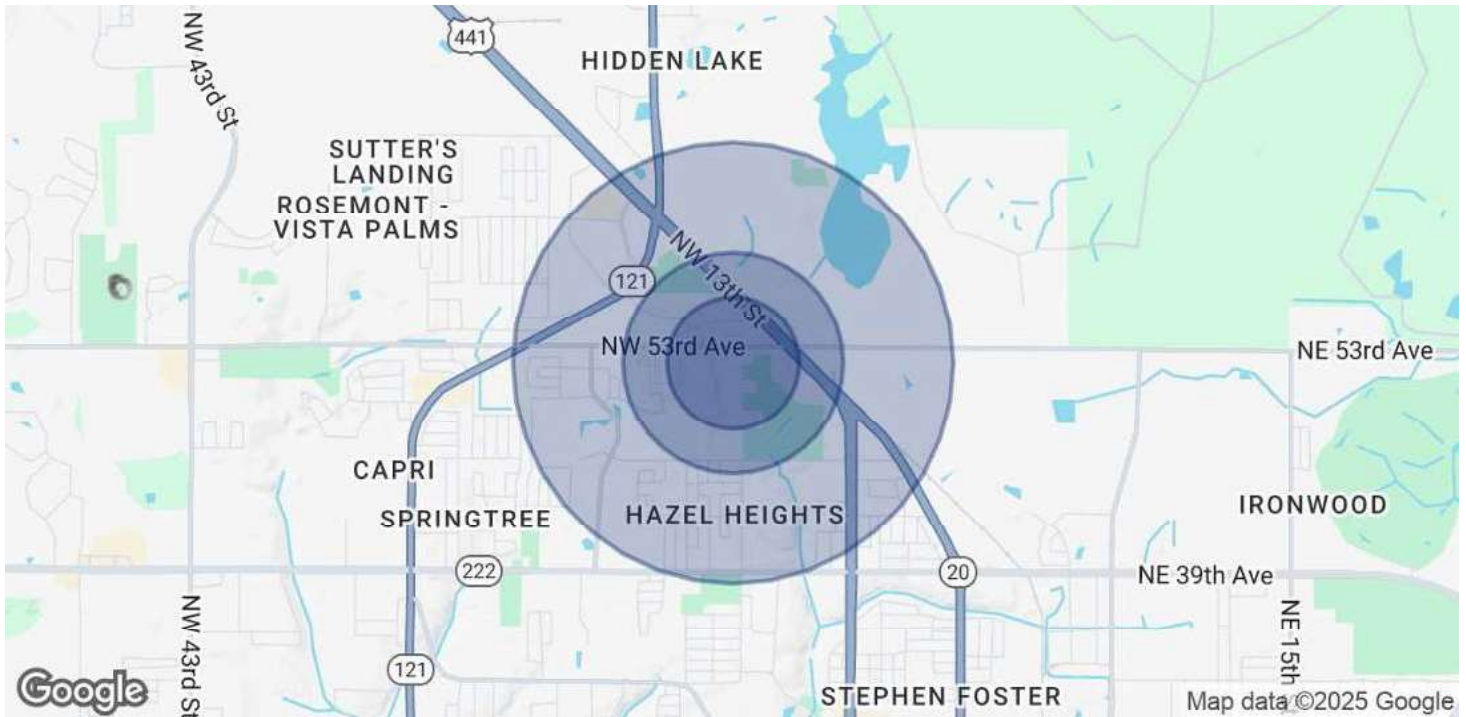 NW 43rd St
441
HIDDEN LAKE
SUTTER'S
LANDING
ROSEMONT -
VISTA PALMS
NW 13th St
121
NW 53rd Ave
NE 53rd Ave
CAPRI
SPRINGTREE
HAZEL HEIGHTS
IRONWOOD
222
20
NE 39th Ave
NW 43rd St
121
NE 15th
STEPHEN FOSTER
Google
Map data ©2025 Google